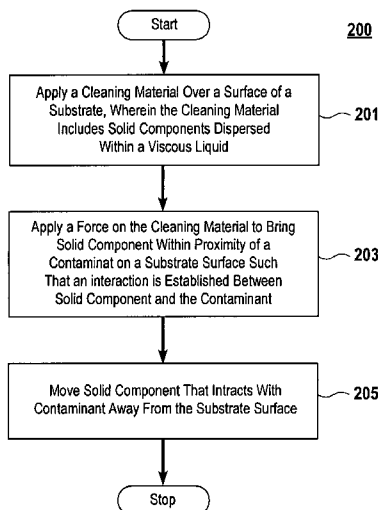 Start
200
Apply a Cleaning Material Over a Surface of a
Substrate, Wherein the Cleaning Material
Includes Solid Components Dispersed
Within a Viscous Liquid
201
Apply a Force on the Cleaning Material to Bring
Solid Component Within Proximity of a
Contaminat on a Substrate Surface Such
That an interaction is Established Between
Solid Component and the Contaminant
203
Move Solid Component That Intracts With
Contaminant Away From the Substrate Surface
205
Stop